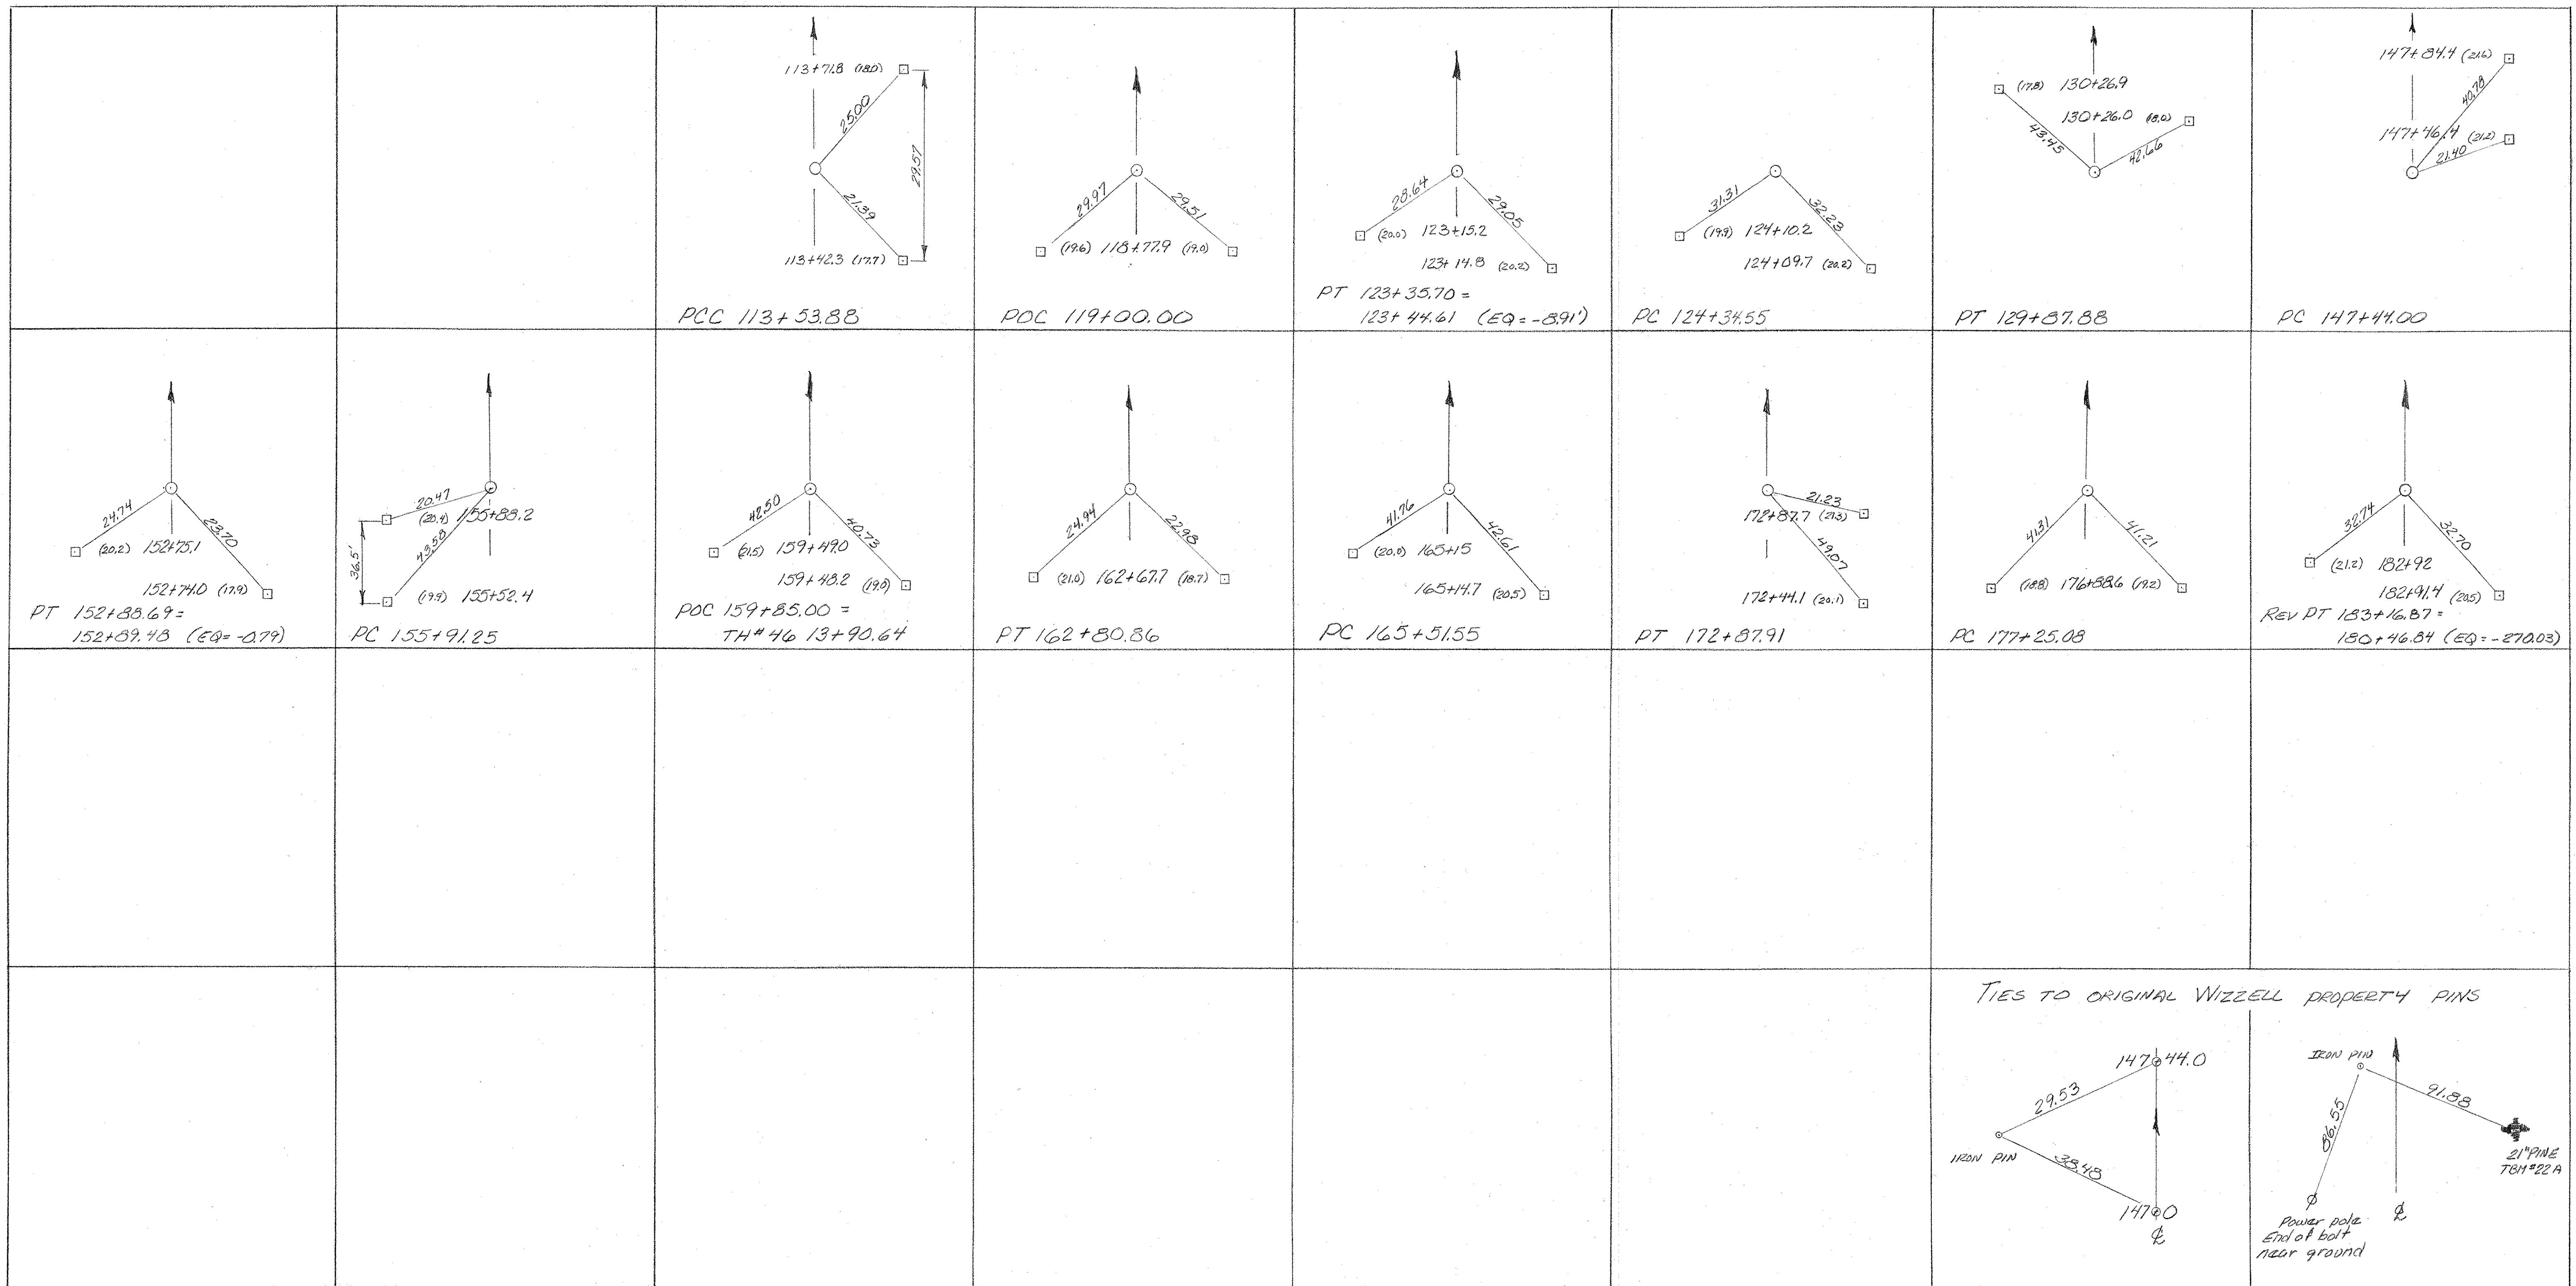 113+71.8 (18.0)
25.00
29.57
21.39
113+42.3 (17.7)
PCC 113+53.88
29.97
29.51
(19.6) 118+77.9 (19.0)
POC 119+00.00
28.64
29.05
(20.0) 123+15.2
123+14.8 (20.2)
PT 123+35.70 =
123+44.61 (EQ = -8.91')
31.31
32.23
(19.9) 124+10.2
124+09.7 (20.2)
PC 124+34.55
(17.8) 130+26.9
130+26.0 (18.0)
43.45
42.66
PT 129+87.88
147+84.4 (21.6)
40.78
147+46.4 (21.2)
21.40
PC 147+44.00
24.74
23.70
(20.2) 152+75.1
152+74.0 (17.9)
PT 152+88.69 =
152+89.48 (EQ= -0.79)
20.47
(20.4) 155+88.2
43.50
36.5'
(19.9) 155+52.4
PC 155+91.25
42.50
40.73
(21.5) 159+49.0
159+48.2 (19.0)
POC 159+85.00 =
TH#46 13+90.64
24.94
22.98
(21.0) 162+67.7 (18.7)
PT 162+80.86
41.76
42.61
(20.0) 165+15
165+14.7 (20.5)
PC 165+51.55
21.23
172+87.7 (21.3)
49.07
172+44.1 (20.1)
PT 172+87.91
41.31
41.21
(18.8) 176+88.6 (19.2)
PC 177+25.08
32.74
32.70
(21.2) 182+92
182+91.4 (20.5)
REV PT 183+16.87 =
180+46.84 (EQ= -270.03)
TIES TO ORIGINAL WIZZELL PROPERTY PINS
147+44.0
29.53
IRON PIN
38.48
147+0
℄
IRON PIN
91.88
86.55
21" PINE
TBM #22 A
℄
Power pole
End of bolt
near ground